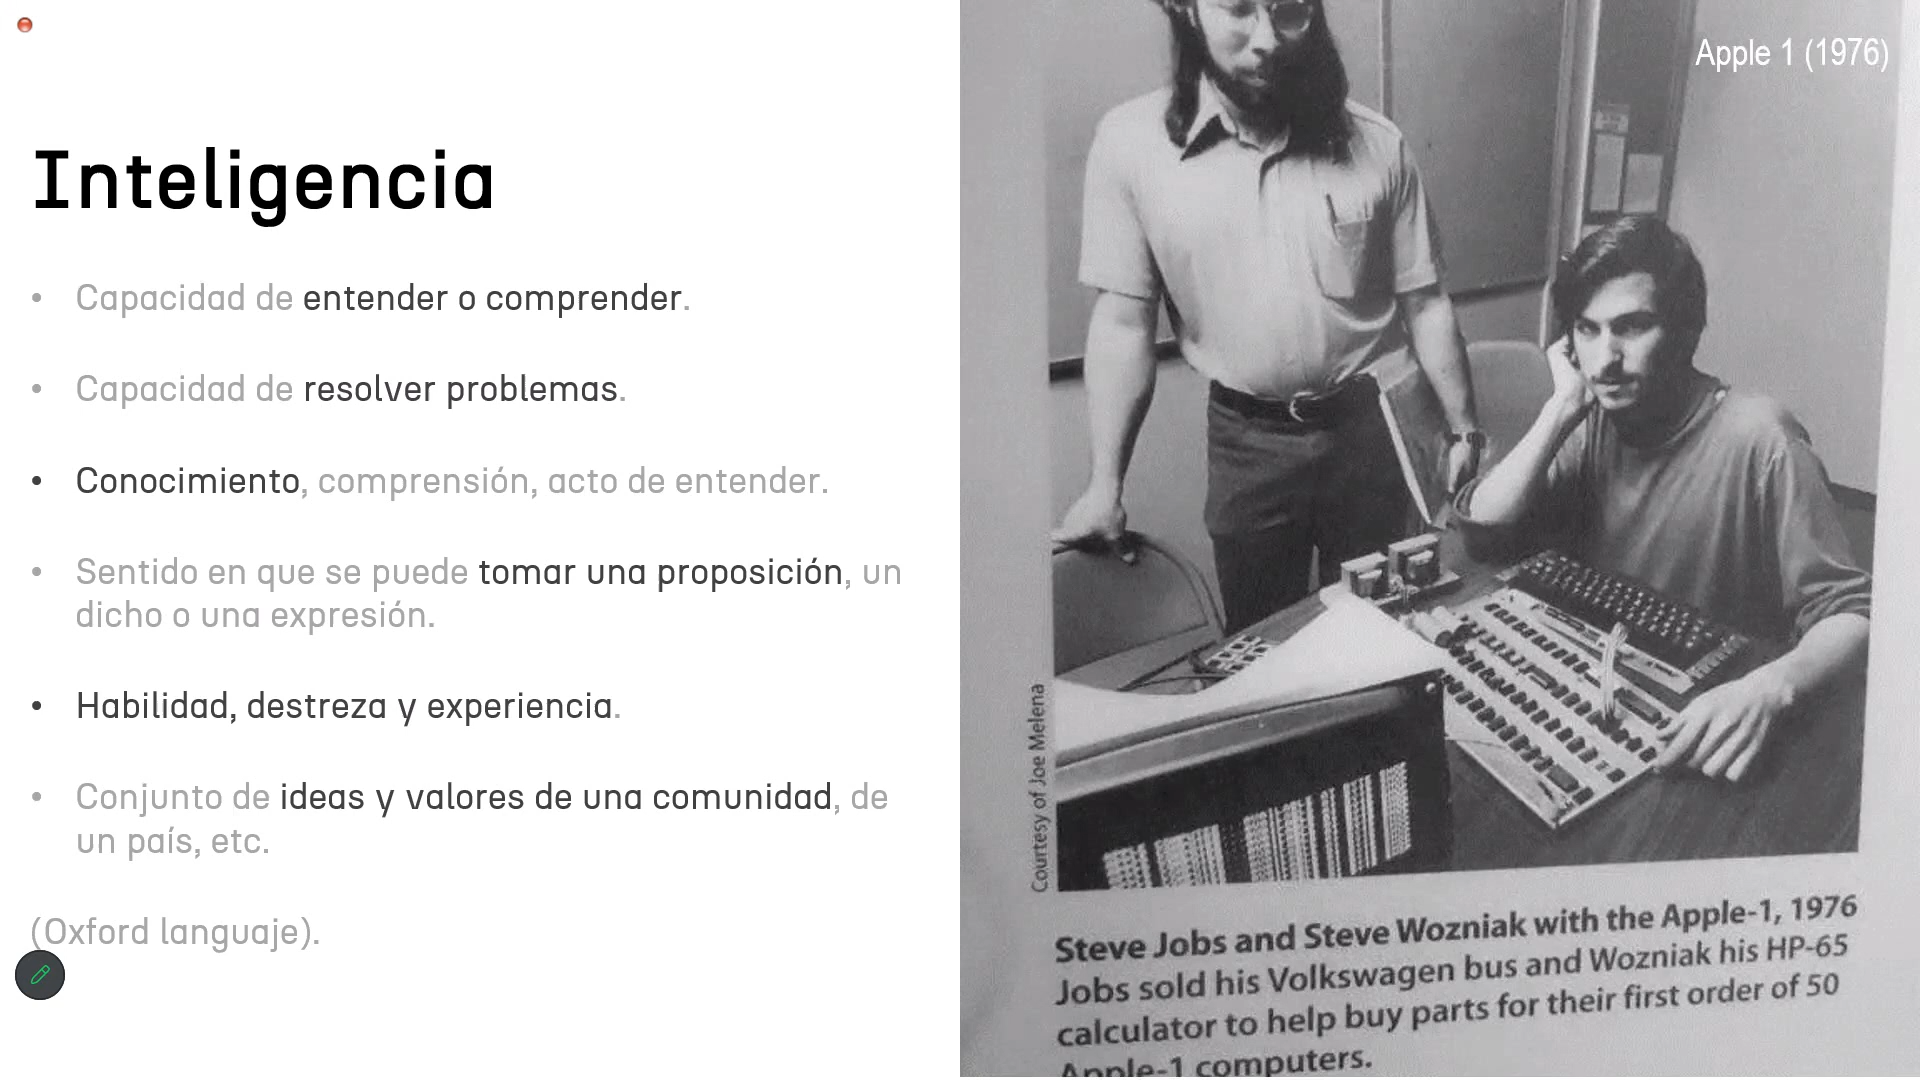 Inteligencia
• Capacidad de entender o comprender.
• Capacidad de resolver problemas.
• Conocimiento, comprensión, acto de entender.
• Sentido en que se puede tomar una proposición, un
dicho o una expresión.
• Habilidad, destreza y experiencia.
• Conjunto de ideas y valores de una comunidad, de
un país, etc.
(Oxford languaje).
Apple 1 (1976)
Courtesy of Joe Melena
Steve Jobs and Steve Wozniak with the Apple-1, 1976
Jobs sold his Volkswagen bus and Wozniak his HP-65
calculator to help buy parts for their first order of 50
Apple-1 computers.